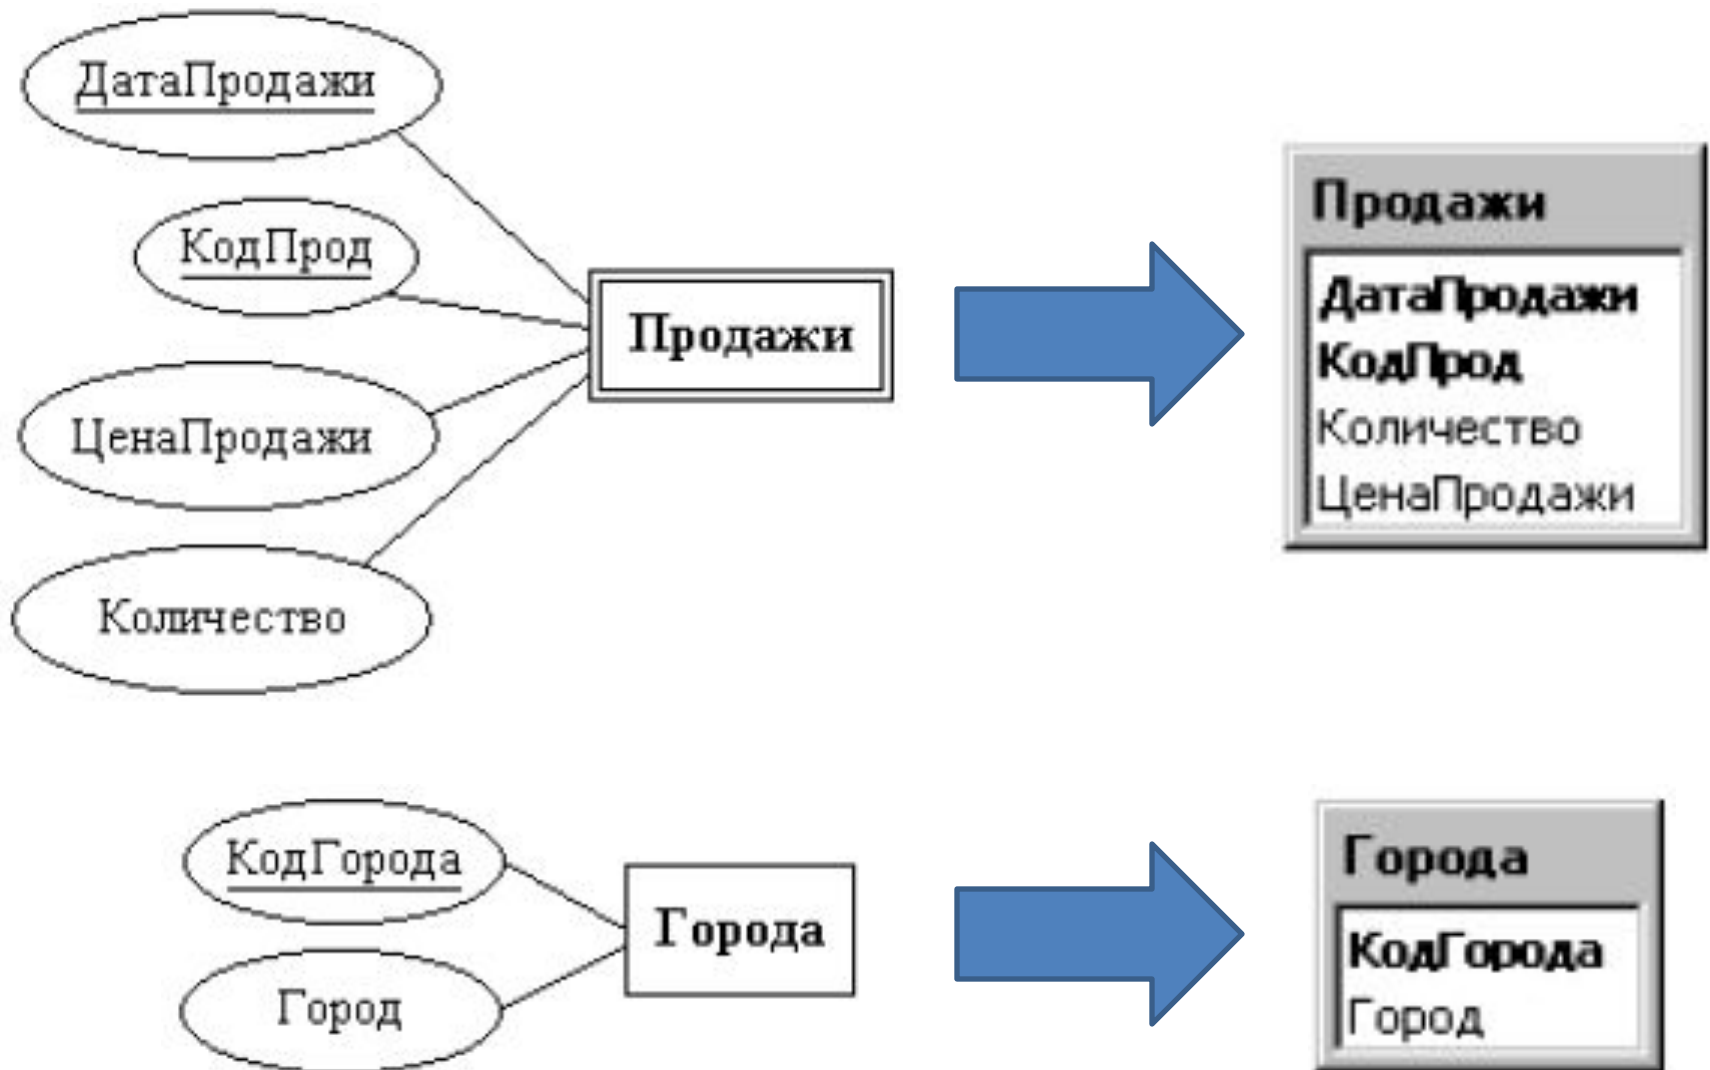 ДатаПродажи
КодПрод
ЦенаПродажи
Количество
Продажи
Продажи
ДатаПродажи
КодПрод
Количество
ЦенаПродажи
КодГорода
Город
Города
Города
КодГорода
Город